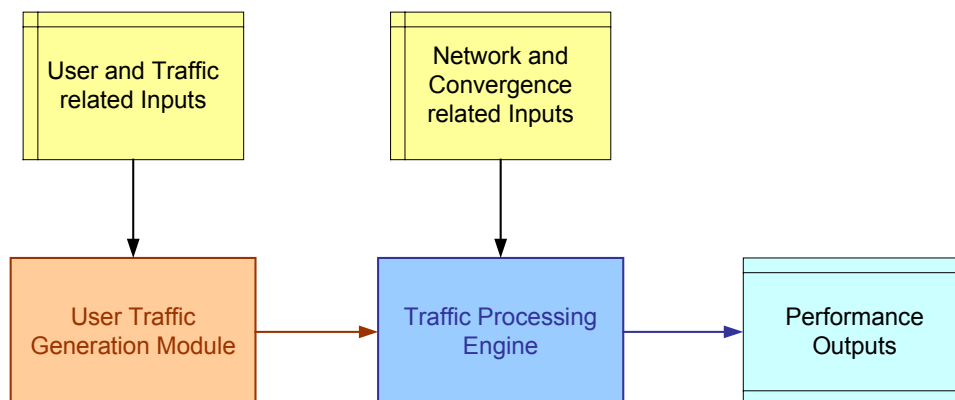 User and Traffic
related Inputs
Network and
Convergence
related Inputs
User Traffic
Generation Module
Traffic Processing
Engine
Performance
Outputs